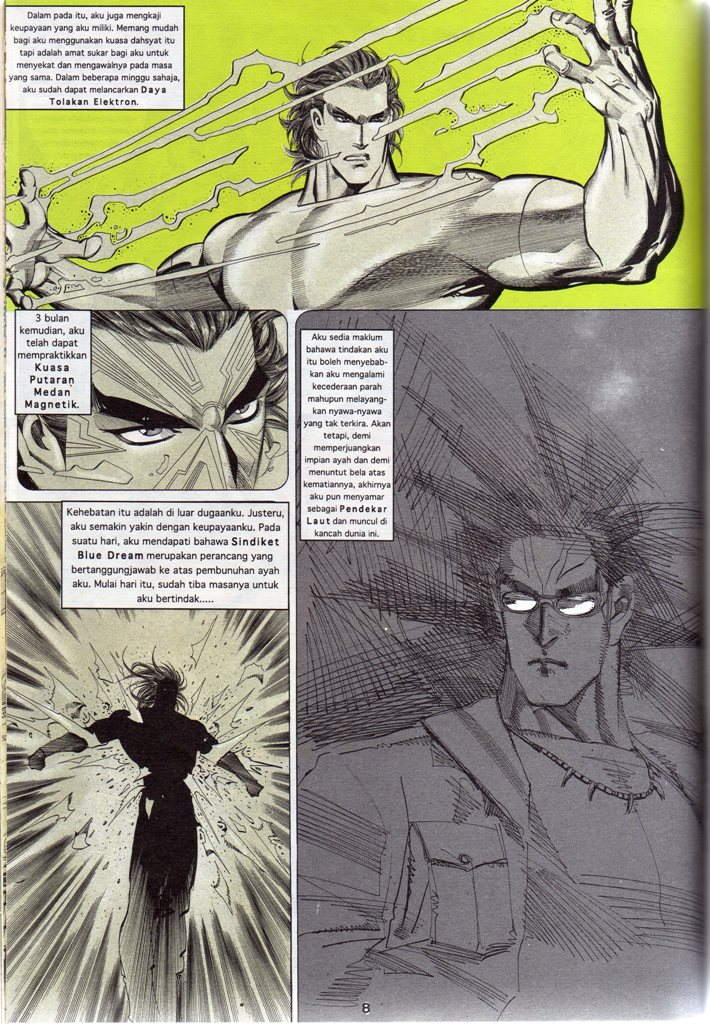 Dalam pada itu, aku juga mengkaji
keupayaan yang aku miliki. Memang mudah
bagi aku menggunakan kuasa dahsyat itu
tapi adalah amat sukar bagi aku untuk
menyekat dan mengawalnya pada masa
yang sama. Dalam beberapa minggu sahaja,
aku sudah dapat melancarkan Daya
Tolakan Elektron.
3 bulan
kemudian, aku
telah dapat
mempraktikkan
Kuasa
Putaran
Medan
Magnetik.
Aku sedia maklum
bahawa tindakan aku
itu boleh menyebab-
kan aku mengalami
kecederaan parah
mahupun melayang-
kan nyawa-nyawa
yang tak terkira. Akan
tetapi, demi
memperjuangkan
impian ayah dan demi
menuntut bela atas
kematiannya, akhirnya
aku pun menyamar
sebagai Pendekar
Laut dan muncul di
kancah dunia ini.
Kehebatan itu adalah di luar dugaanku. Justeru,
aku semakin yakin dengan keupayaanku. Pada
suatu hari, aku mendapati bahawa Sindiket
Blue Dream merupakan perancang yang
bertanggungjawab ke atas pembunuhan ayah
aku. Mulai hari itu, sudah tiba masanya untuk
aku bertindak.....
8